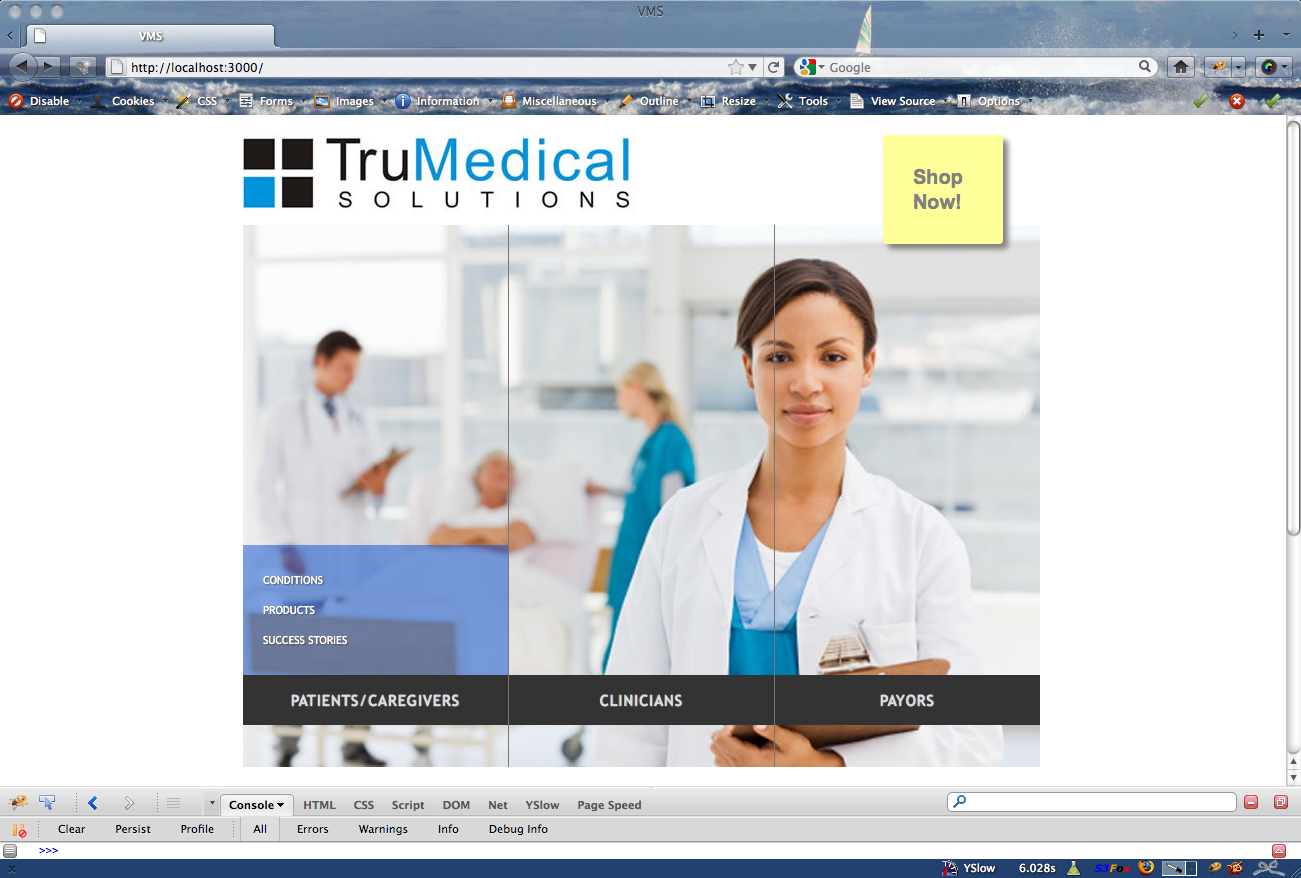 VMS
VMS
http://localhost:3000/
Google
Disable Cookies CSS Forms Images Information Miscellaneous Outline Resize Tools View Source Options
TruMedical
SOLUTIONS
Shop
Now!
CONDITIONS
PRODUCTS
SUCCESS STORIES
PATIENTS/CAREGIVERS CLINICIANS PAYORS
Console HTML CSS Script DOM Net YSlow Page Speed
Clear Persist Profile All Errors Warnings Info Debug Info
>>>
YSlow 6.028s S3Fox